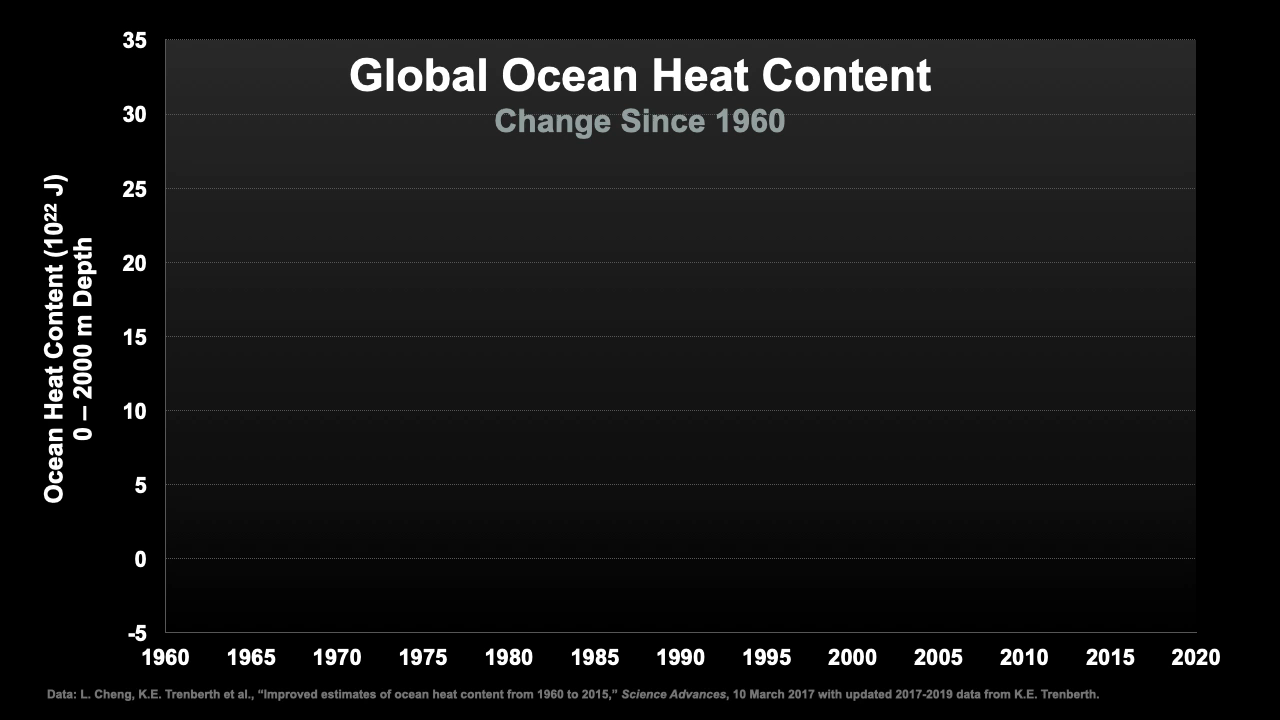 Global Ocean Heat Content
Change Since 1960
Ocean Heat Content (10²² J)
0 – 2000 m Depth
35
30
25
20
15
10
5
0
-5
1960 1965 1970 1975 1980 1985 1990 1995 2000 2005 2010 2015 2020
Data: L. Cheng, K.E. Trenberth et al., “Improved estimates of ocean heat content from 1960 to 2015,” Science Advances, 10 March 2017 with updated 2017-2019 data from K.E. Trenberth.